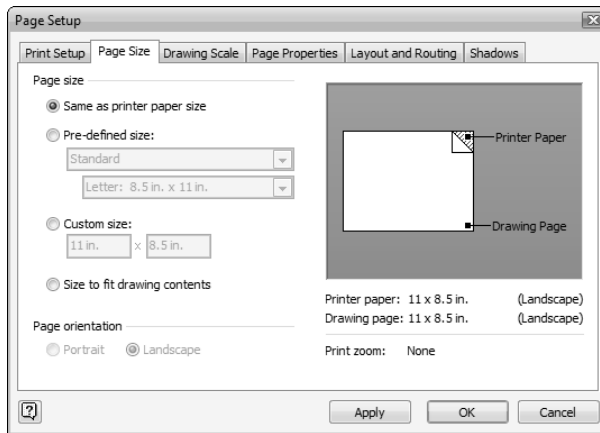 Page Setup
Print Setup Page Size Drawing Scale Page Properties Layout and Routing Shadows
Page size
Same as printer paper size
Pre-defined size:
Standard
Letter: 8.5 in. x 11 in.
Custom size:
11 in. x 8.5 in.
Size to fit drawing contents
Page orientation
Portrait Landscape
Printer Paper
Drawing Page
Printer paper: 11 x 8.5 in. (Landscape)
Drawing page: 11 x 8.5 in. (Landscape)
Print zoom: None
?
Apply OK Cancel